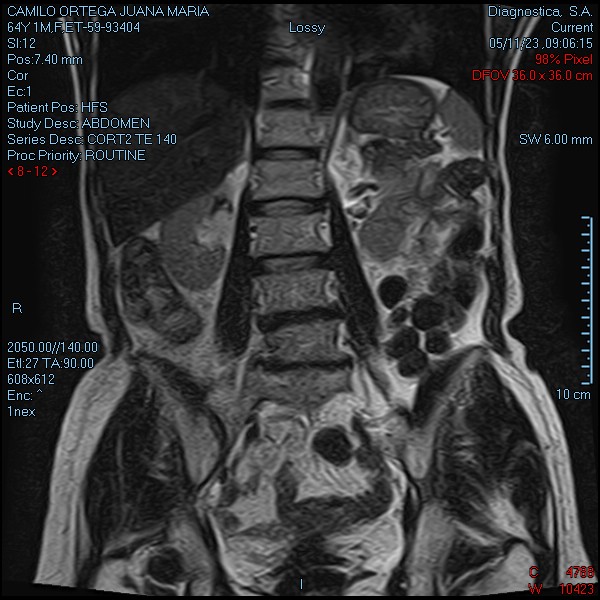 CAMILO ORTEGA JUANA MARIA
64Y 1M,F,ET-59-93404
Sl:12
Pos:7.40 mm
Cor
Ec:1
Patient Pos: HFS
Study Desc: ABDOMEN
Series Desc: CORT2 TE 140
Proc Priority: ROUTINE
< 8 - 12 >
Lossy
Diagnostica, S.A.
Current
05/11/23 ,09:06:15
98% Pixel
DFOV 36.0 x 36.0 cm
SW 6.00 mm
R
2050.00//140.00
Etl:27 TA:90.00
608x612
Enc: ^
1nex
10 cm
I
C 4789
W 10423